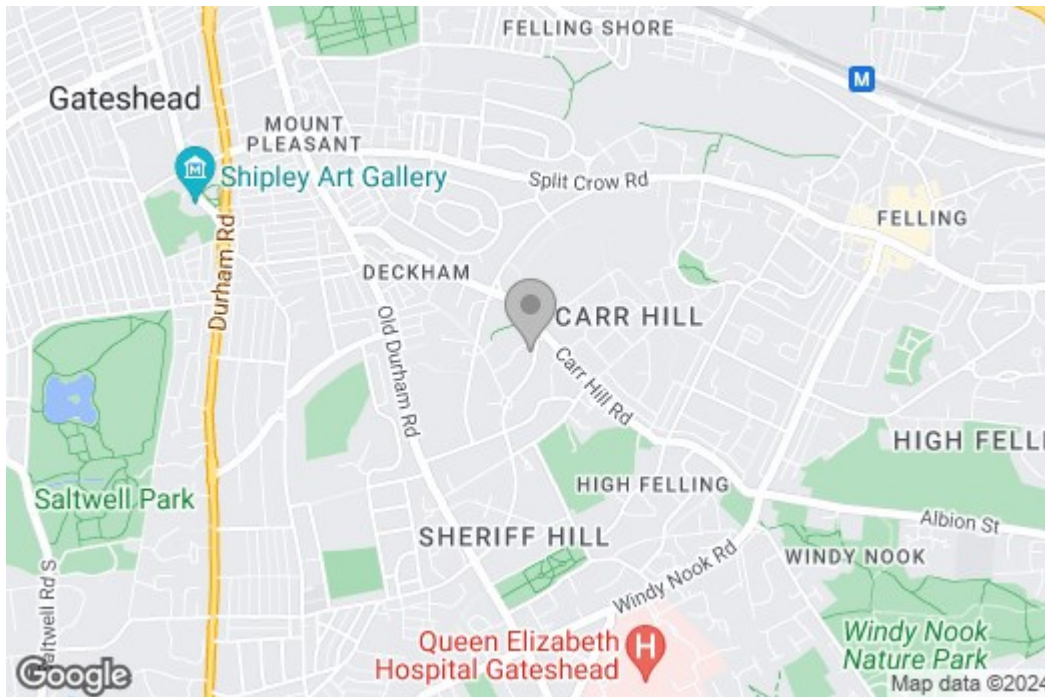 FELLING SHORE
M
Gateshead
MOUNT
PLEASANT
Shipley Art Gallery
M
Split Crow Rd
FELLING
Durham Rd
DECKHAM
CARR HILL
Old Durham Rd
Carr Hill Rd
HIGH FELLI
Saltwell Park
HIGH FELLING
Albion St
SHERIFF HILL
WINDY NOOK
Saltwell Rd S
Windy Nook Rd
Queen Elizabeth
Hospital Gateshead
H
Windy Nook
Nature Park
Google
Map data ©2024